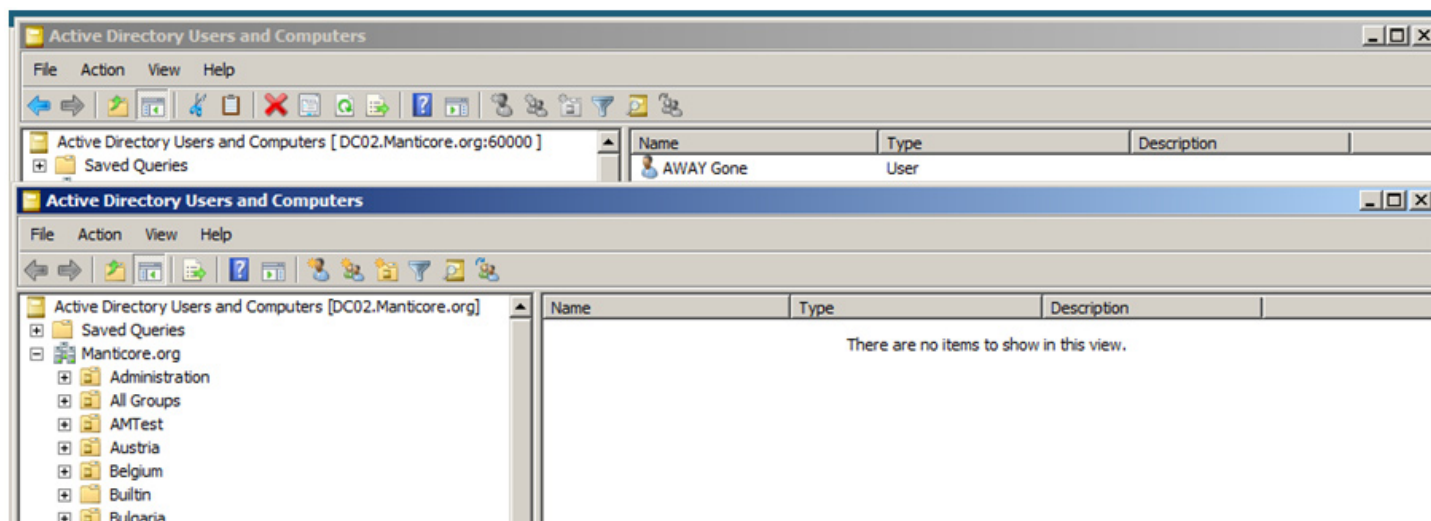 Active Directory Users and Computers
File Action View Help
Active Directory Users and Computers [ DC02.Manticore.org:60000 ]
Name Type Description
Saved Queries
AWAY Gone User
Active Directory Users and Computers
File Action View Help
Active Directory Users and Computers [DC02.Manticore.org]
Name Type Description
Saved Queries
There are no items to show in this view.
Manticore.org
Administration
All Groups
AMTest
Austria
Belgium
Builtin
Bulgaria